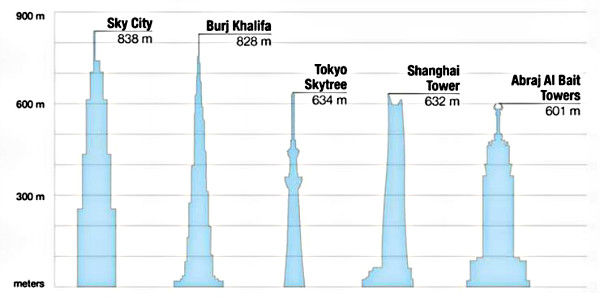 900 m
Sky City
838 m
Burj Khalifa
828 m
Tokyo
Skytree
634 m
Shanghai
Tower
632 m
Abraj Al Bait
Towers
601 m
600 m
300 m
meters